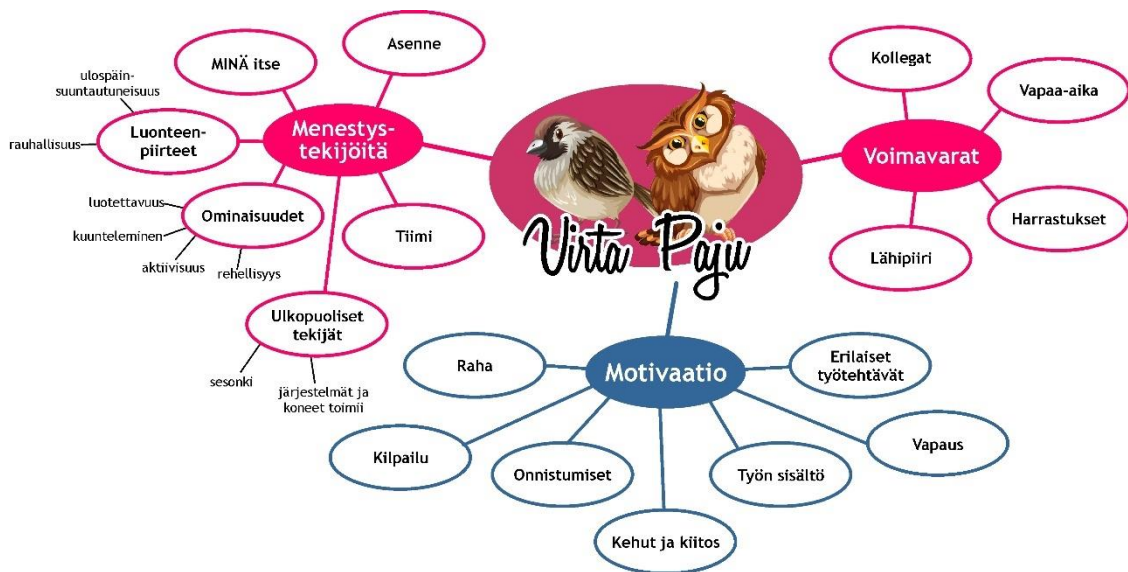 MINÄ itse
Asenne
ulospäin-
suuntautuneisuus
rauhallisuus
Luonteen-
piirteet
Menestys-
tekijöitä
luotettavuus
kuunteleminen
aktiivisuus
rehellisyys
Ominaisuudet
Tiimi
Ulkopuoliset
tekijät
sesonki
järjestelmät ja
koneet toimii
Virta Paju
Kollegat
Vapaa-aika
Voimavarat
Harrastukset
Lähipiiri
Motivaatio
Raha
Erilaiset
työtehtävät
Kilpailu
Onnistumiset
Työn sisältö
Vapaus
Kehut ja kiitos